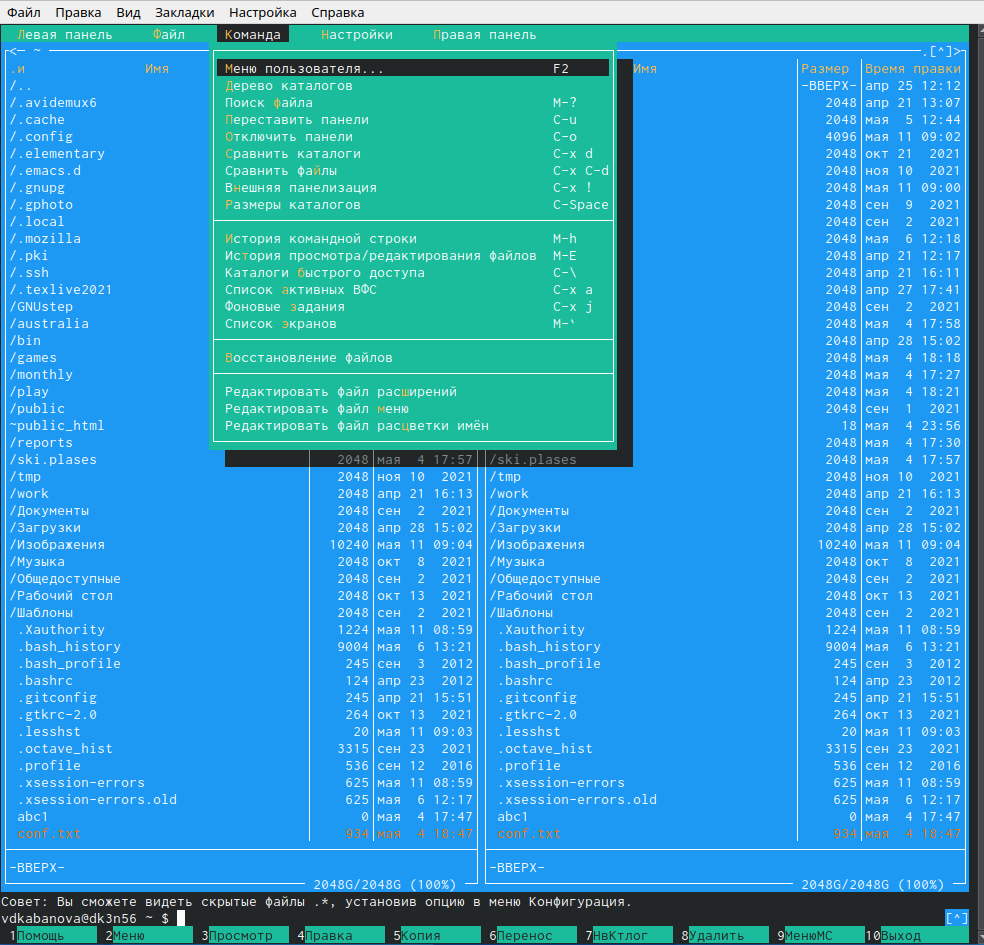 Файл Правка Вид Закладки Настройка Справка
Левая панель Файл Команда Настройки Правая панель
<— ~ .[^]>
.и Имя Имя Размер Время правки
Меню пользователя... F2
/.. -ВВЕРХ- апр 25 12:12
Дерево каталогов
/.avidemux6 2048 апр 21 13:07
Поиск файла M-?
/.cache 2048 мая 5 12:44
Переставить панели C-u
/.config 4096 мая 11 09:02
Отключить панели C-o
/.elementary 2048 окт 21 2021
Сравнить каталоги C-x d
/.emacs.d 2048 ноя 10 2021
Сравнить файлы C-x C-d
/.gnupg 2048 мая 11 09:00
Внешняя панелизация C-x !
/.gphoto 2048 сен 9 2021
Размеры каталогов C-Space
/.local 2048 сен 2 2021
/.mozilla 2048 мая 6 12:18
История командной строки M-h
/.pki 2048 апр 21 12:17
История просмотра/редактирования файлов M-E
/.ssh 2048 апр 21 16:11
Каталоги быстрого доступа C-\
/.texlive2021 2048 апр 27 17:41
Список активных ВФС C-x a
/GNUstep 2048 сен 2 2021
Фоновые задания C-x j
/australia 2048 мая 4 17:58
Список экранов M-`
/bin 2048 апр 28 15:02
/games 2048 мая 4 18:18
Восстановление файлов
/monthly 2048 мая 4 17:27
/play 2048 мая 4 18:21
Редактировать файл расширений
/public 2048 сен 1 2021
Редактировать файл меню
~public_html 18 мая 4 23:56
Редактировать файл расцветки имён
/reports 2048 мая 4 17:30
/ski.plases 2048 мая 4 17:57 /ski.plases 2048 мая 4 17:57
/tmp 2048 ноя 10 2021 /tmp 2048 ноя 10 2021
/work 2048 апр 21 16:13 /work 2048 апр 21 16:13
/Документы 2048 сен 2 2021 /Документы 2048 сен 2 2021
/Загрузки 2048 апр 28 15:02 /Загрузки 2048 апр 28 15:02
/Изображения 10240 мая 11 09:04 /Изображения 10240 мая 11 09:04
/Музыка 2048 окт 8 2021 /Музыка 2048 окт 8 2021
/Общедоступные 2048 сен 2 2021 /Общедоступные 2048 сен 2 2021
/Рабочий стол 2048 окт 13 2021 /Рабочий стол 2048 окт 13 2021
/Шаблоны 2048 сен 2 2021 /Шаблоны 2048 сен 2 2021
.Xauthority 1224 мая 11 08:59 .Xauthority 1224 мая 11 08:59
.bash_history 9004 мая 6 13:21 .bash_history 9004 мая 6 13:21
.bash_profile 245 сен 3 2012 .bash_profile 245 сен 3 2012
.bashrc 124 апр 23 2012 .bashrc 124 апр 23 2012
.gitconfig 245 апр 21 15:51 .gitconfig 245 апр 21 15:51
.gtkrc-2.0 264 окт 13 2021 .gtkrc-2.0 264 окт 13 2021
.lesshst 20 мая 11 09:03 .lesshst 20 мая 11 09:03
.octave_hist 3315 сен 23 2021 .octave_hist 3315 сен 23 2021
.profile 536 сен 12 2016 .profile 536 сен 12 2016
.xsession-errors 625 мая 11 08:59 .xsession-errors 625 мая 11 08:59
.xsession-errors.old 625 мая 6 12:17 .xsession-errors.old 625 мая 6 12:17
abc1 0 мая 4 17:47 abc1 0 мая 4 17:47
conf.txt 934 мая 4 18:47 conf.txt 934 мая 4 18:47
-ВВЕРХ- -ВВЕРХ-
2048G/2048G (100%) 2048G/2048G (100%)
Совет: Вы сможете видеть скрытые файлы .*, установив опцию в меню Конфигурация.
vdkabanova@dk3n56 ~ $ [^]
1Помощь 2Меню 3Просмотр 4Правка 5Копия 6Перенос 7НвКтлог 8Удалить 9МенюMC 10Выход